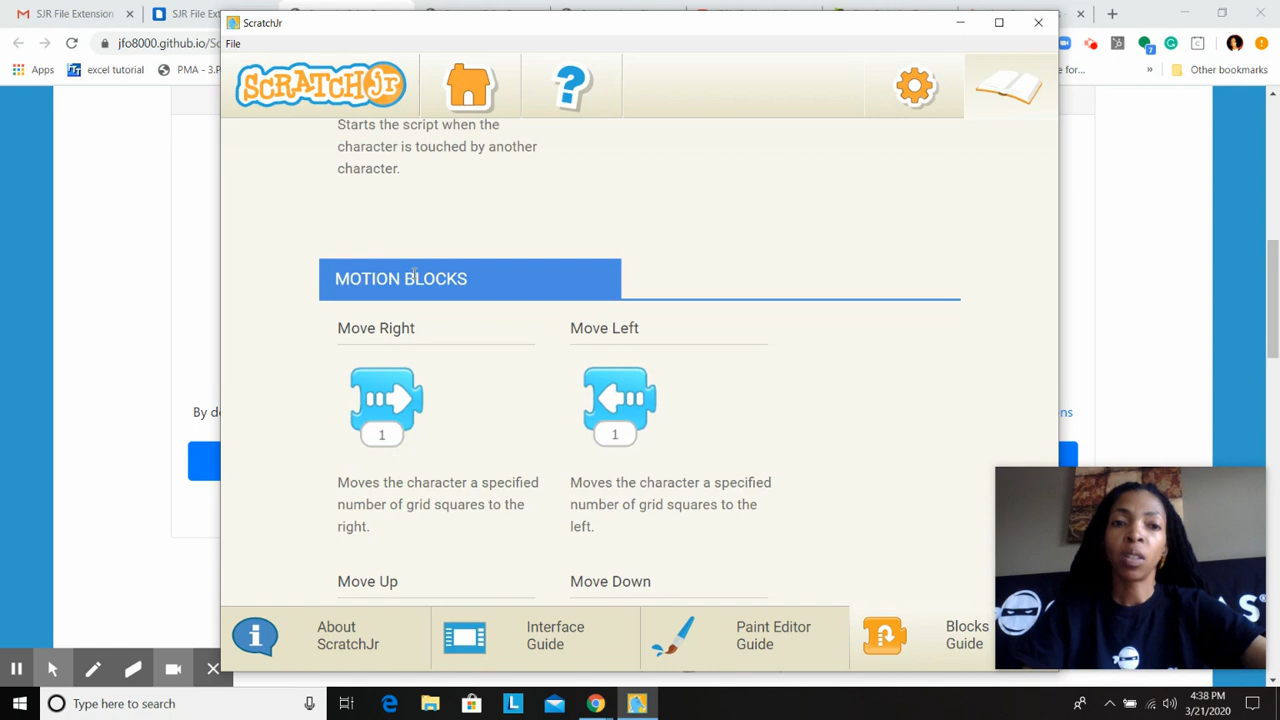 SJR File Extension
SJR File Ext
ScratchJr
jfo8000.github.io/Sc
Apps
excel tutorial
PMA - 3.P
Other bookmarks
File
SCRATCHJr
?
Starts the script when the
character is touched by another
character.
MOTION BLOCKS
Move Right
Move Left
1
1
Moves the character a specified
number of grid squares to the
right.
Moves the character a specified
number of grid squares to the
left.
Move Up
Move Down
By de
ons
About
ScratchJr
Interface
Guide
Paint Editor
Guide
Blocks
Guide
Type here to search
4:38 PM
3/21/2020